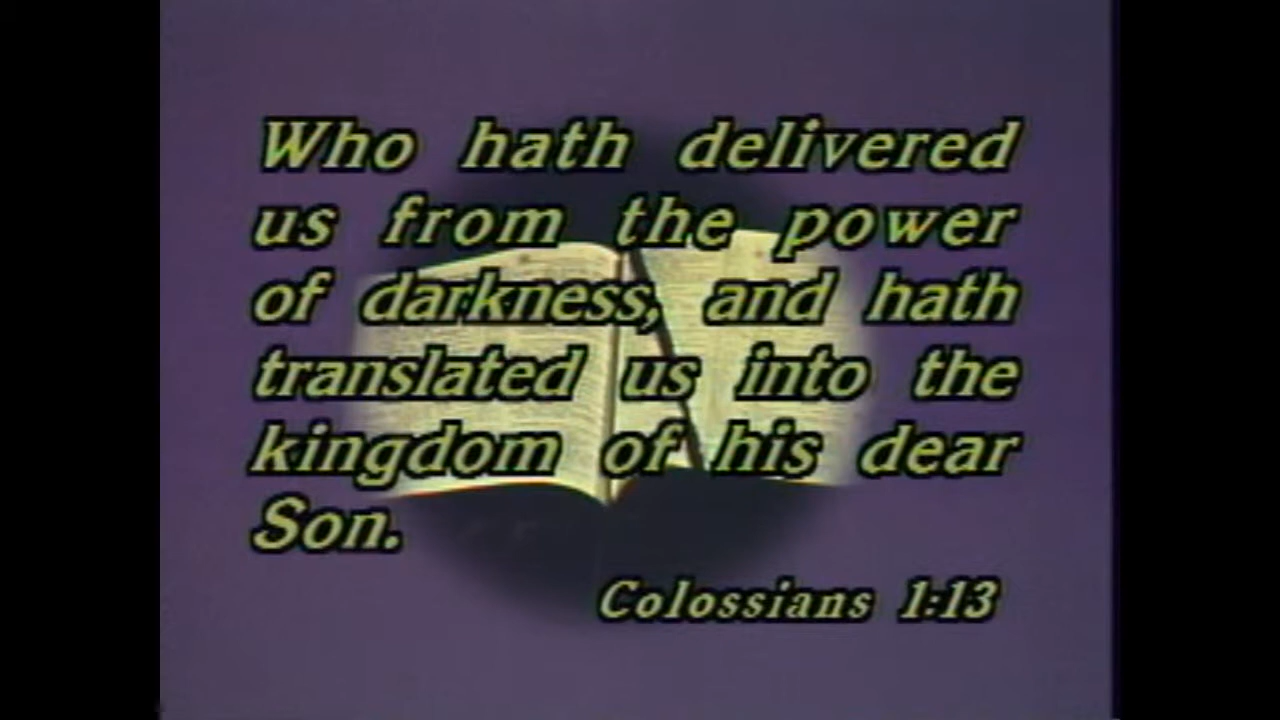 Who hath delivered
us from the power
of darkness, and hath
translated us into the
kingdom of his dear
Son.
Colossians 1:13